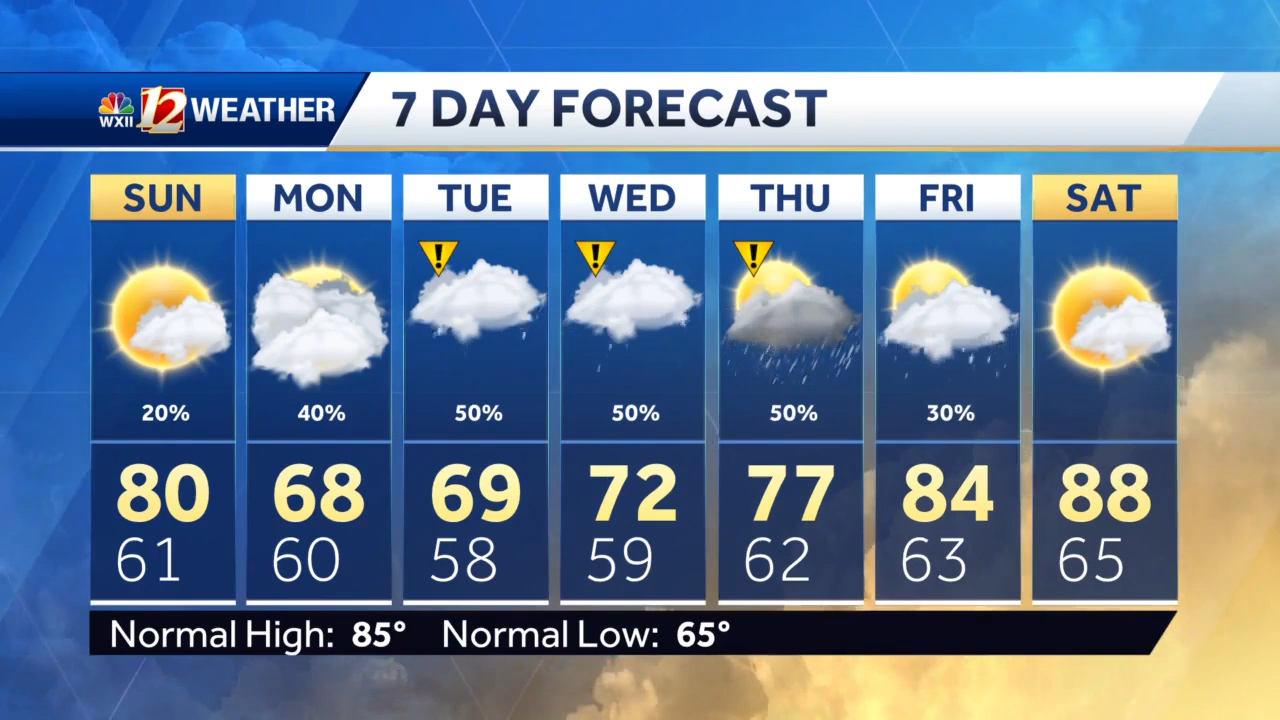 WXII 12 WEATHER 7 DAY FORECAST
SUN MON TUE WED THU FRI SAT
! ! !
20% 40% 50% 50% 50% 30%
80 68 69 72 77 84 88
61 60 58 59 62 63 65
Normal High: 85° Normal Low: 65°